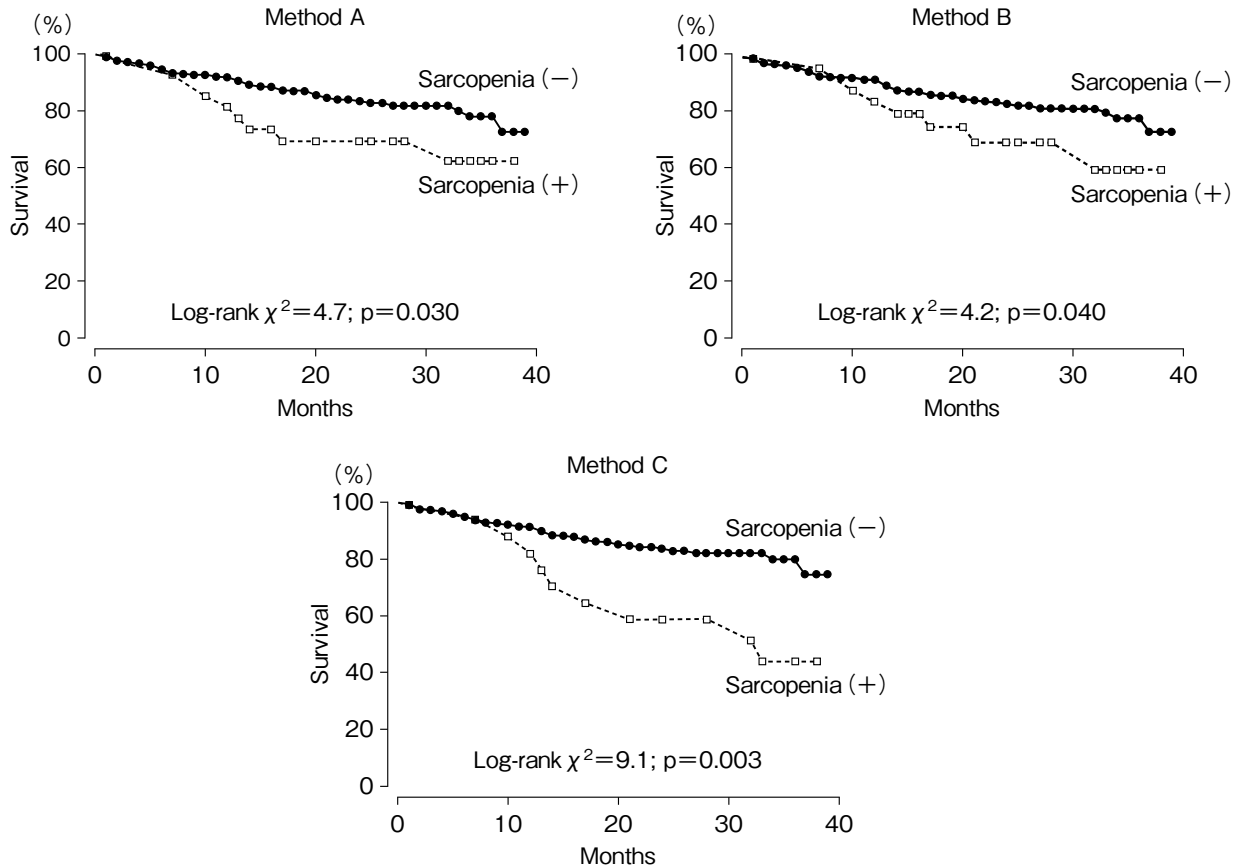 Method A
(%)
100
80
60
40
20
0
Survival
Sarcopenia (−)
Sarcopenia (+)
Log-rank χ²=4.7; p=0.030
0 10 20 30 40
Months
Method B
(%)
100
80
60
40
20
0
Survival
Sarcopenia (−)
Sarcopenia (+)
Log-rank χ²=4.2; p=0.040
0 10 20 30 40
Months
Method C
(%)
100
80
60
40
20
0
Survival
Sarcopenia (−)
Sarcopenia (+)
Log-rank χ²=9.1; p=0.003
0 10 20 30 40
Months